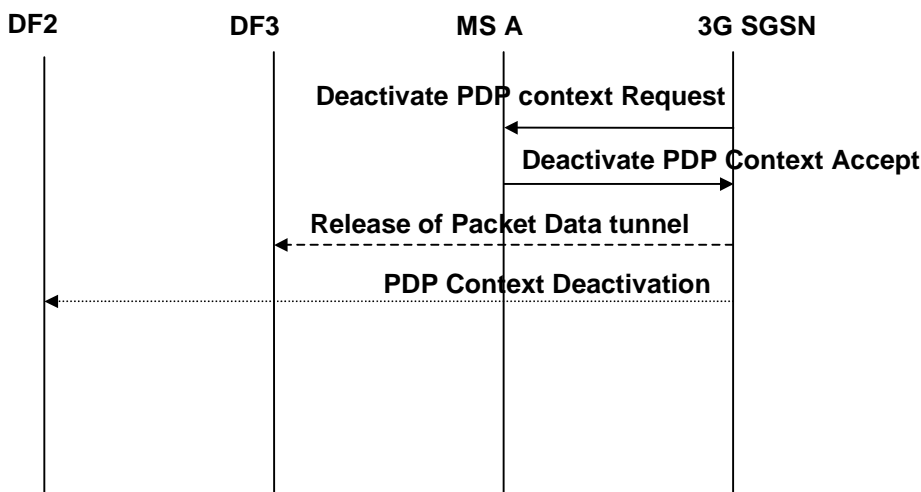 DF2 DF3 MS A 3G SGSN
Deactivate PDP context Request
Deactivate PDP Context Accept
Release of Packet Data tunnel
PDP Context Deactivation